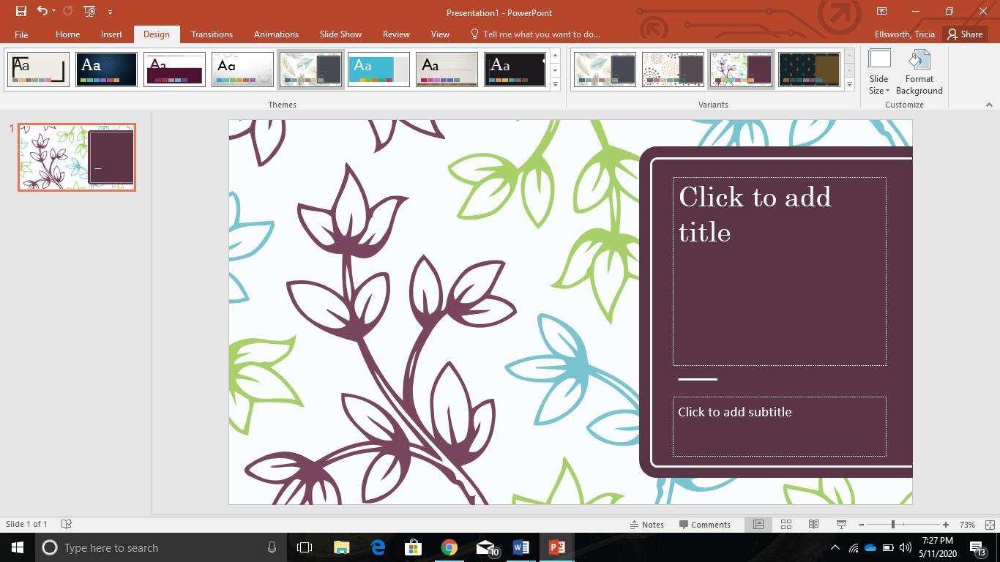 Presentation1 - PowerPoint
File Home Insert Design Transitions Animations Slide Show Review View Tell me what you want to do... Ellsworth, Tricia Share
Aa Aa Aa Aa Aa Aa Aa
Slide Size Format Background
Themes Variants Customize
1
Click to add
title
Click to add subtitle
Slide 1 of 1 Notes Comments 73%
Type here to search 10 7:27 PM
5/11/2020 13